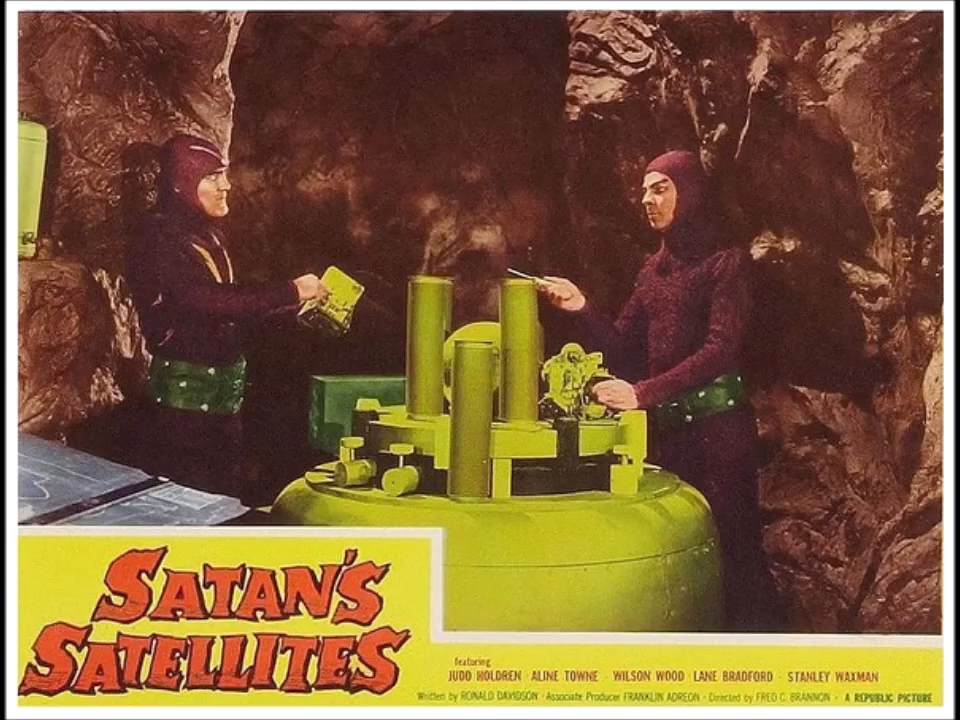 SATAN'S
SATELLITES
featuring
JUDD HOLDREN · ALINE TOWNE · WILSON WOOD · LANE BRADFORD · STANLEY WAXMAN
Written by RONALD DAVIDSON · Associate Producer FRANKLIN ADREON · Directed by FRED C. BRANNON · A REPUBLIC PICTURE